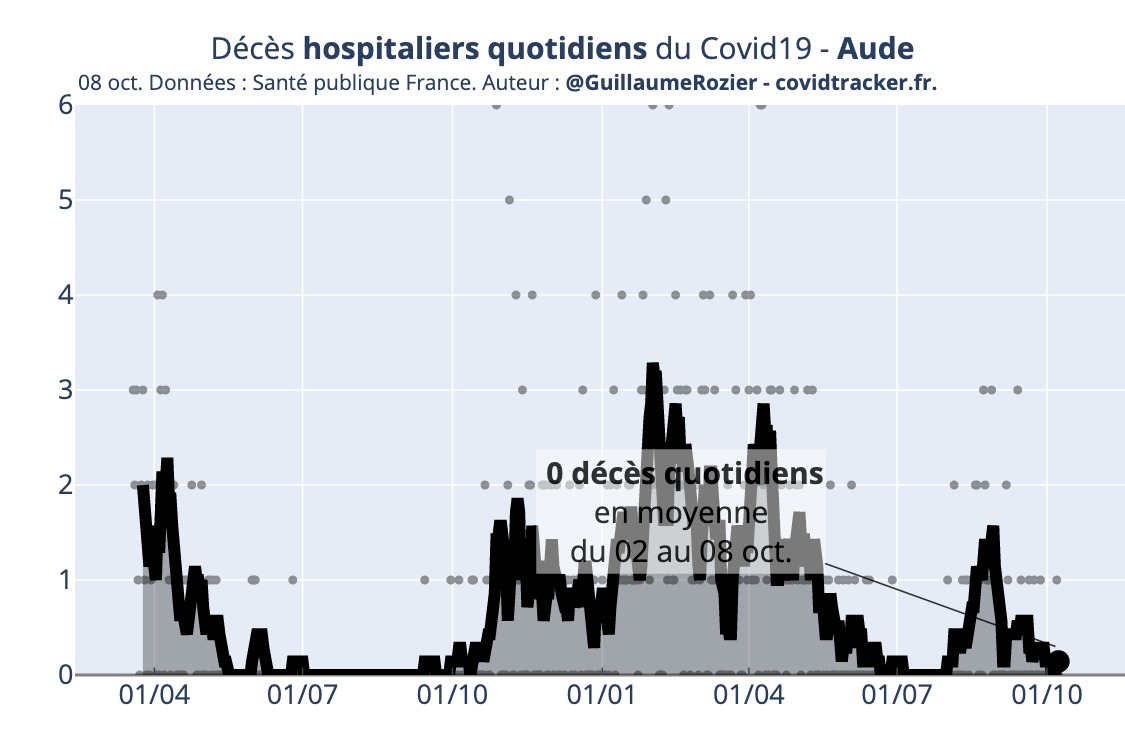 Décès hospitaliers quotidiens du Covid19 - Aude
08 oct. Données : Santé publique France. Auteur : @GuillaumeRozier - covidtracker.fr.
6
5
4
3
2
1
0
0 décès quotidiens
en moyenne
du 02 au 08 oct.
01/04
01/07
01/10
01/01
01/04
01/07
01/10